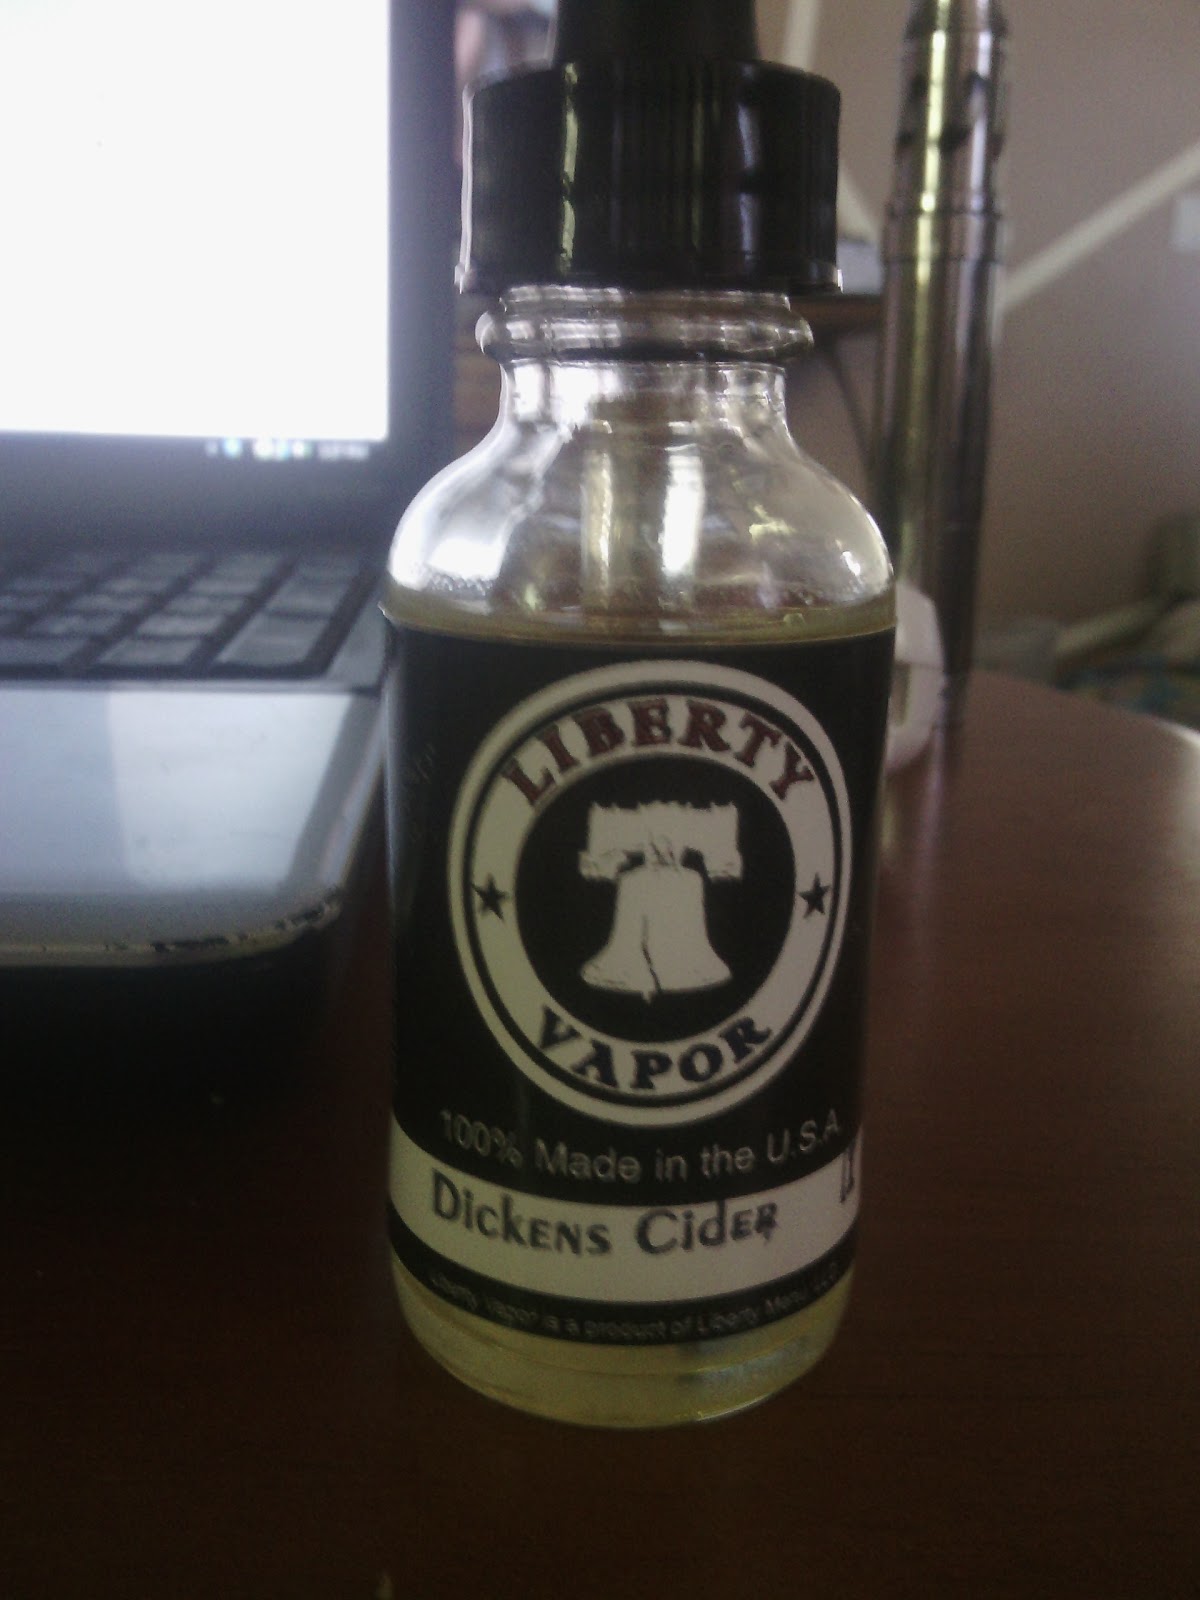 LIBERTY
VAPOR
100% Made in the U.S.A.
Dickens Cider
Liberty Vapor is a product of Liberty